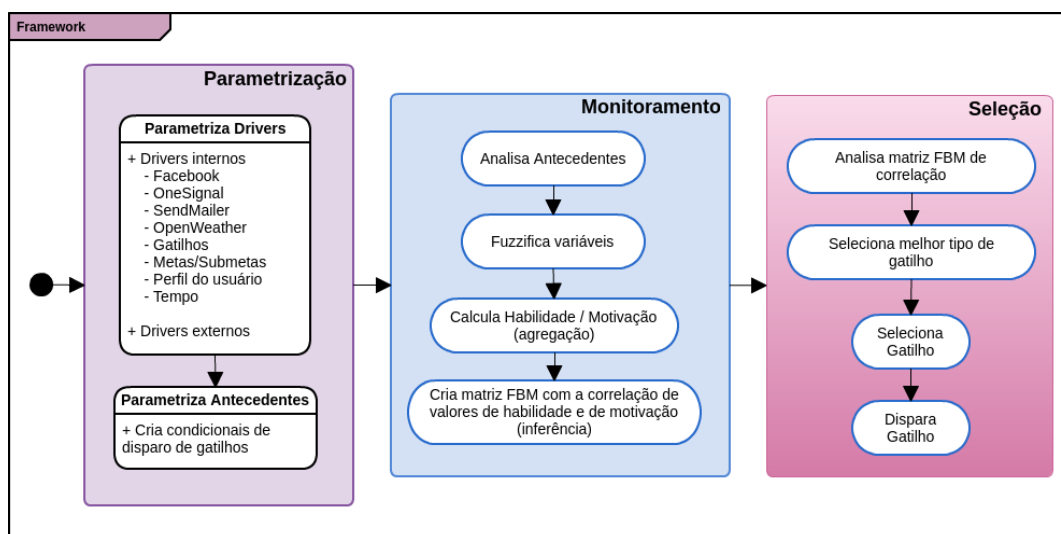 Framework
Parametrização
Parametriza Drivers
+ Drivers internos
- Facebook
- OneSignal
- SendMailer
- OpenWeather
- Gatilhos
- Metas/Submetas
- Perfil do usuário
- Tempo
+ Drivers externos
Parametriza Antecedentes
+ Cria condicionais de
disparo de gatilhos
Monitoramento
Analisa Antecedentes
Fuzzifica variáveis
Calcula Habilidade / Motivação
(agregação)
Cria matriz FBM com a correlação de
valores de habilidade e de motivação
(inferência)
Seleção
Analisa matriz FBM de
correlação
Seleciona melhor tipo de
gatilho
Seleciona
Gatilho
Dispara
Gatilho